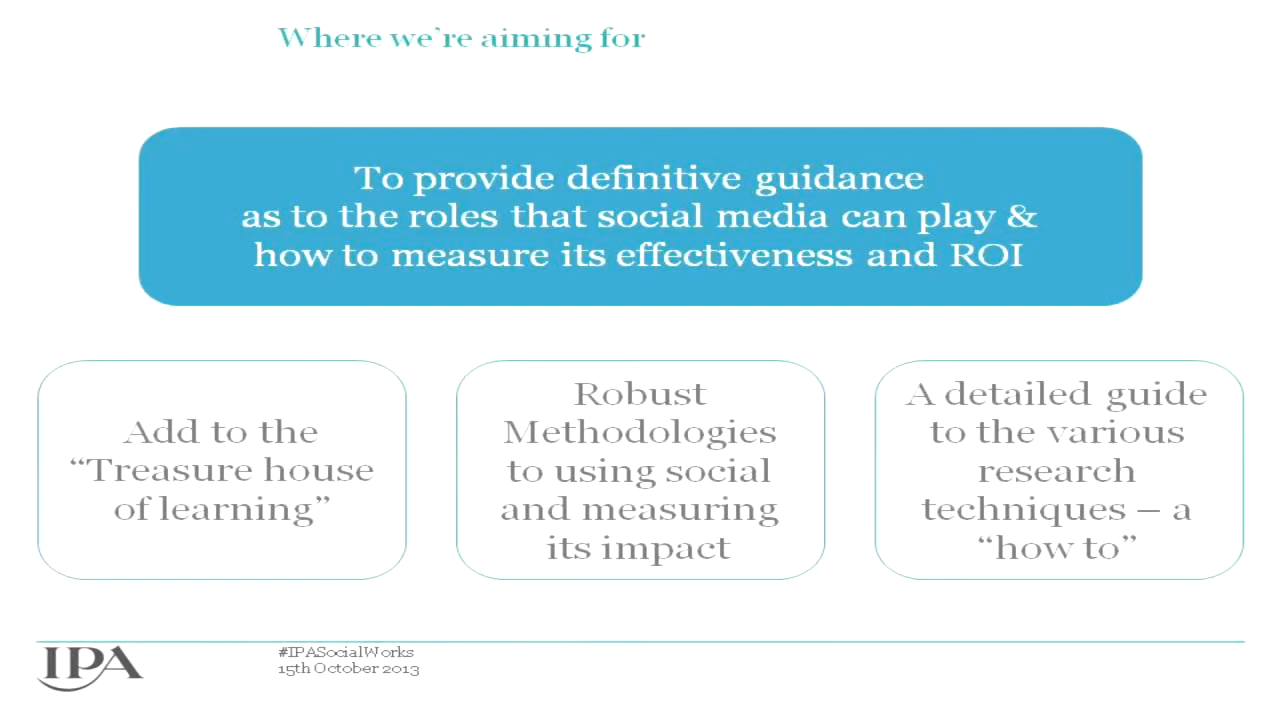 Where we're aiming for
To provide definitive guidance
as to the roles that social media can play &
how to measure its effectiveness and ROI
Add to the
“Treasure house
of learning”
Robust
Methodologies
to using social
and measuring
its impact
A detailed guide
to the various
research
techniques – a
“how to”
IPA
#IPASocialWorks
15th October 2013